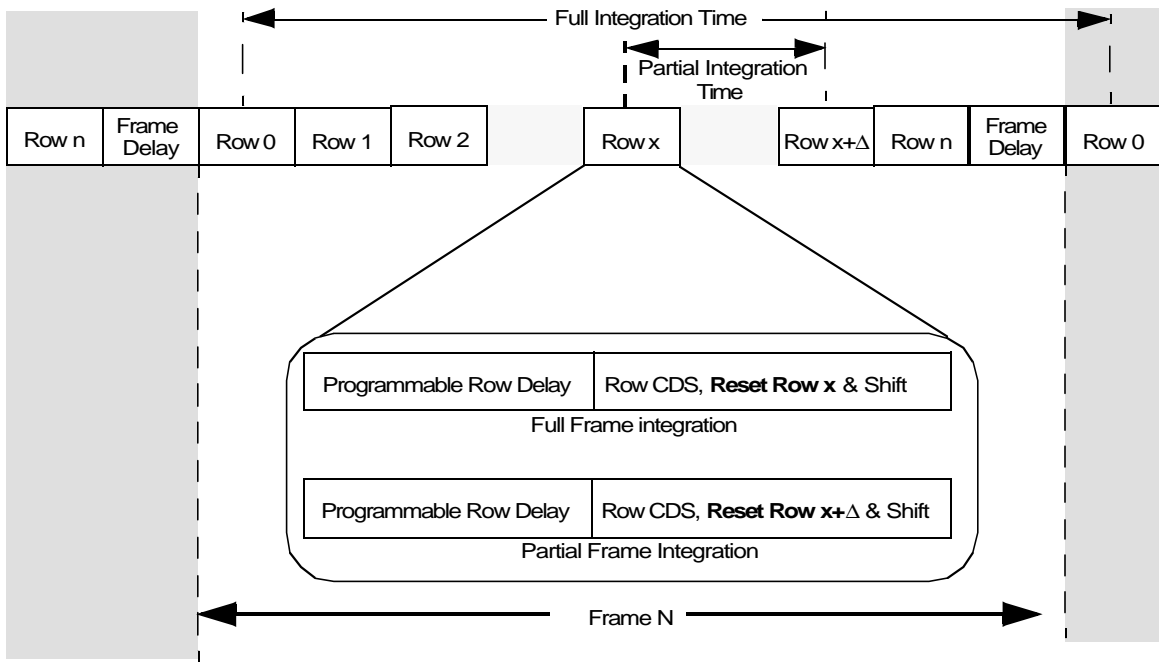 Full Integration Time
Partial Integration
Time
Row n
Frame
Delay
Row 0
Row 1
Row 2
Row x
Row x+Δ
Row n
Frame
Delay
Row 0
Programmable Row Delay
Row CDS, Reset Row x & Shift
Full Frame integration
Programmable Row Delay
Row CDS, Reset Row x+Δ & Shift
Partial Frame Integration
Frame N